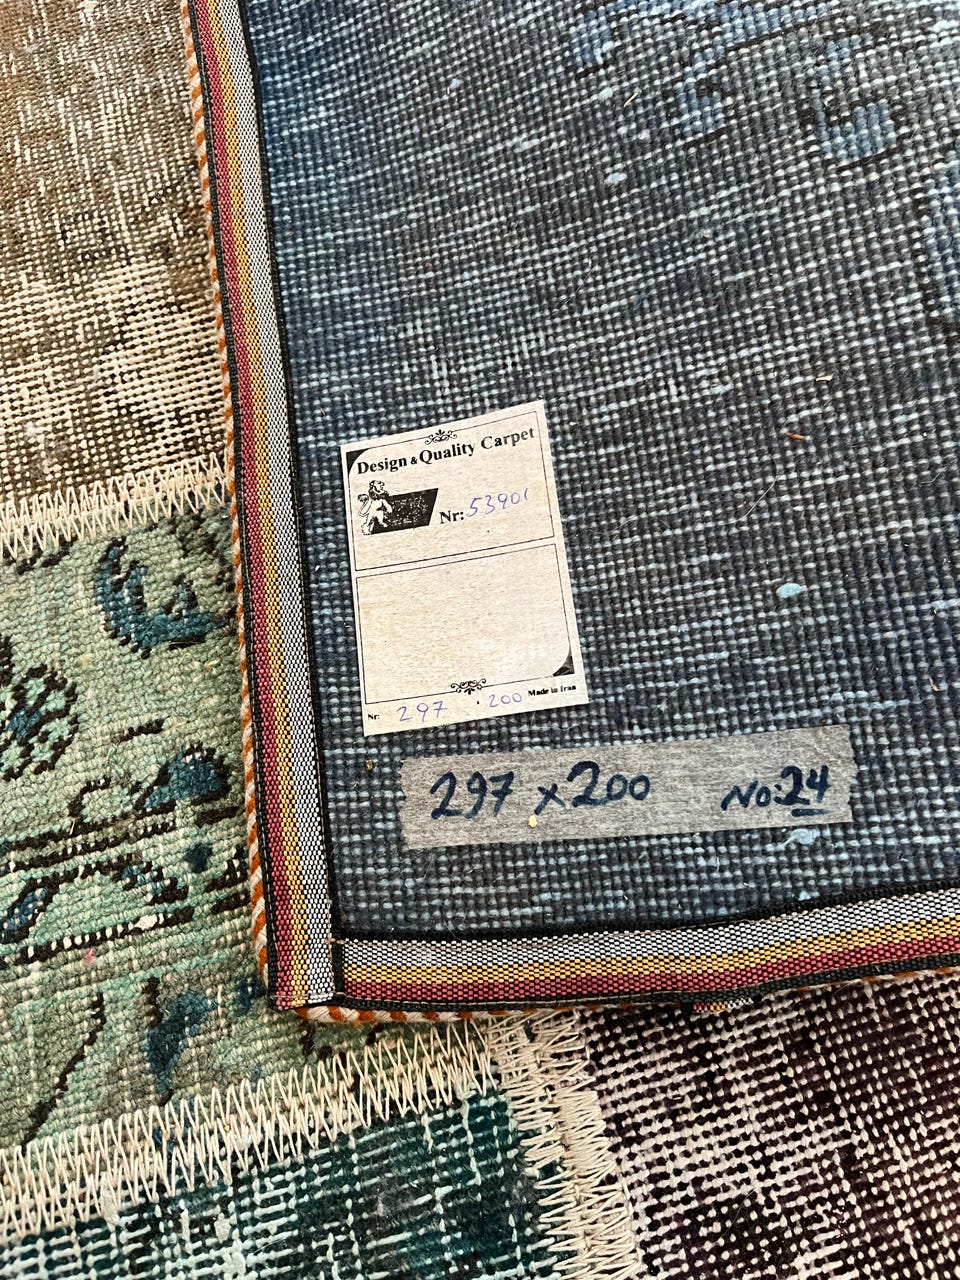 Design & Quality Carpet
Nr: 53901
Nr: 297 . 200 Made in Iran
297 x 200 No: 24